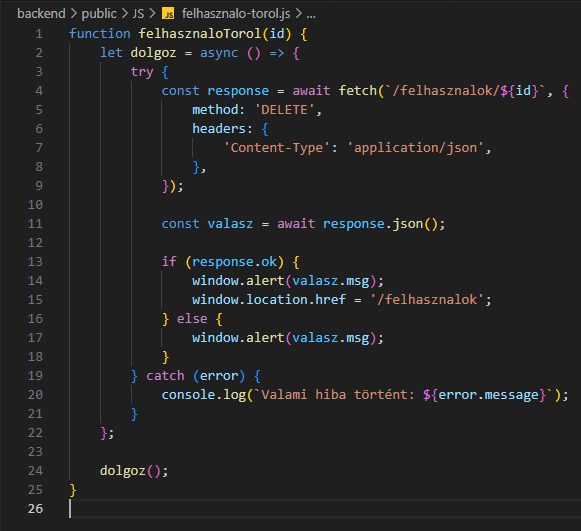 backend > public > JS > JS felhasznalo-torol.js > ...
1 function felhasznaloTorol(id) {
2     let dolgoz = async () => {
3         try {
4             const response = await fetch(`/felhasznalok/${id}`, {
5                 method: 'DELETE',
6                 headers: {
7                     'Content-Type': 'application/json',
8                 },
9             });
10
11             const valasz = await response.json();
12
13             if (response.ok) {
14                 window.alert(valasz.msg);
15                 window.location.href = '/felhasznalok';
16             } else {
17                 window.alert(valasz.msg);
18             }
19         } catch (error) {
20             console.log(`Valami hiba történt: ${error.message}`);
21         }
22     };
23
24     dolgoz();
25 }
26